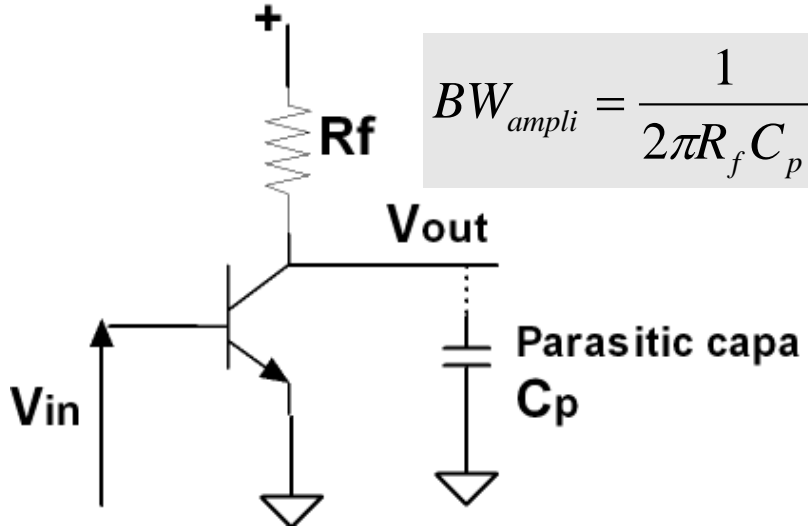 +
BW_ampli = 1 / (2πR_f C_p)
Rf
Vout
Parasitic capa
Cp
Vin